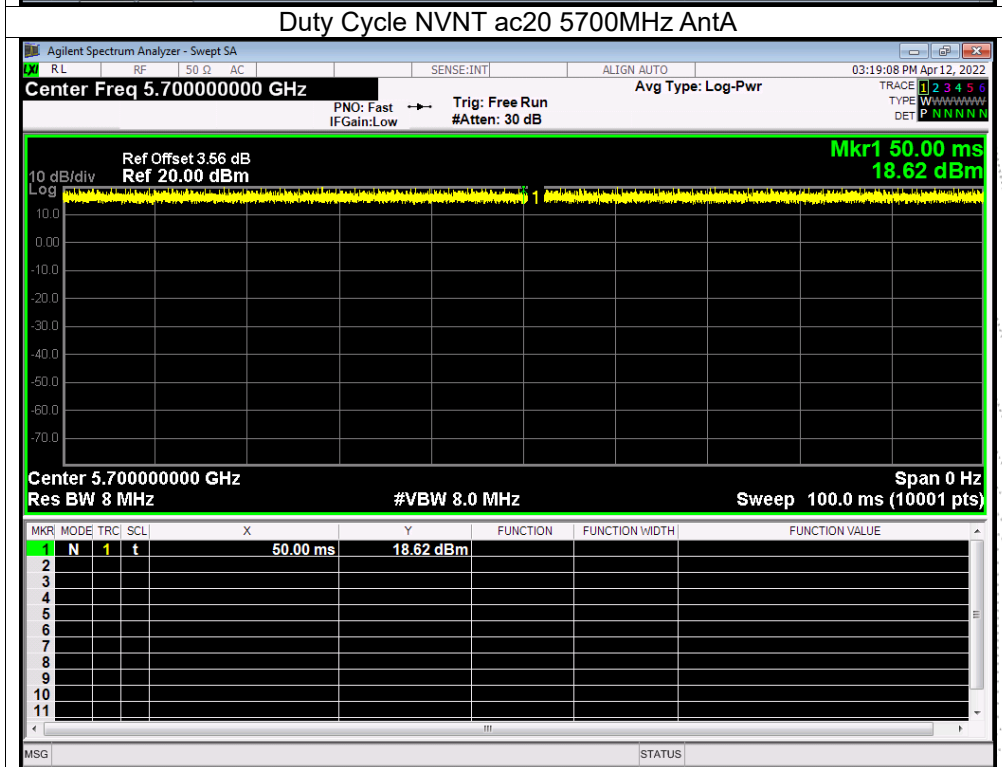 Duty Cycle NVNT ac20 5700MHz AntA
Agilent Spectrum Analyzer - Swept SA
LXI RL RF 50 Ω AC SENSE:INT ALIGN AUTO 03:19:08 PM Apr 12, 2022
Center Freq 5.700000000 GHz Avg Type: Log-Pwr TRACE 1 2 3 4 5 6
PNO: Fast Trig: Free Run TYPE WWWWWWW
IFGain:Low #Atten: 30 dB DET P N N N N N
Mkr1 50.00 ms
18.62 dBm
Ref Offset 3.56 dB
10 dB/div Ref 20.00 dBm
Log
1
10.0
0.00
-10.0
-20.0
-30.0
-40.0
-50.0
-60.0
-70.0
Center 5.700000000 GHz Span 0 Hz
Res BW 8 MHz #VBW 8.0 MHz Sweep 100.0 ms (10001 pts)
MKR MODE TRC SCL X Y FUNCTION FUNCTION WIDTH FUNCTION VALUE
1 N 1 t 50.00 ms 18.62 dBm
2
3
4
5
6
7
8
9
10
11
MSG STATUS